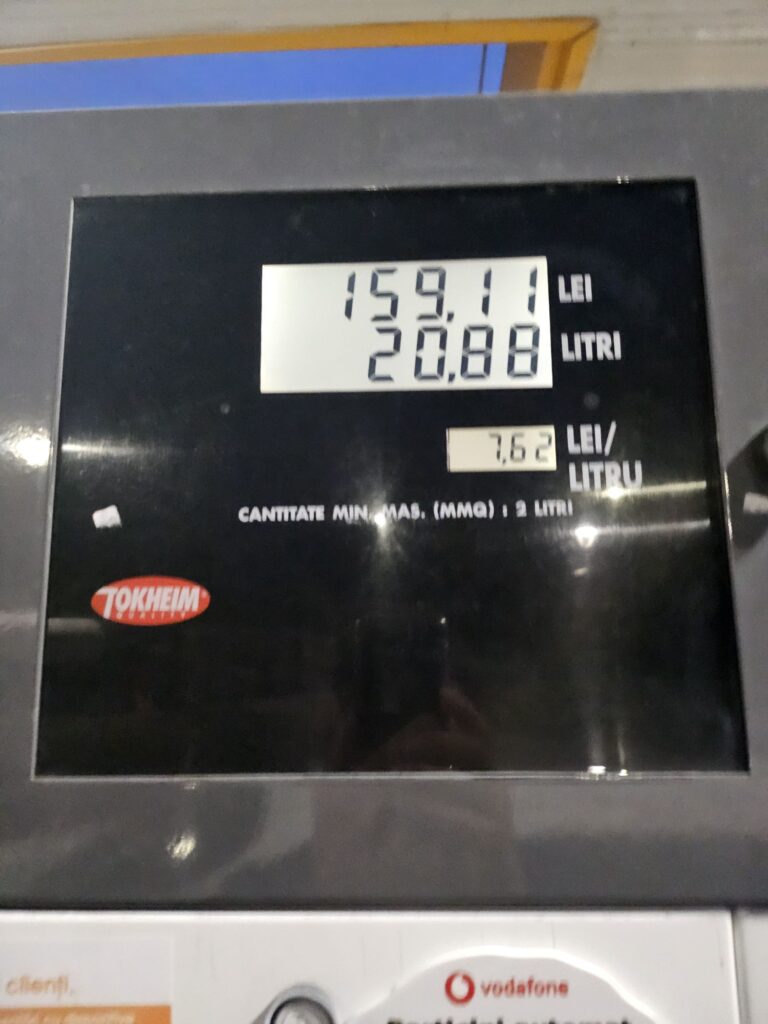 159,11 LEI
20,88 LITRI
7,62 LEI/
LITRU
CANTITATE MIN. MAS. (MMQ) : 2 LITRI
TOKHEIM
QUALITY
clienți.
vodafone